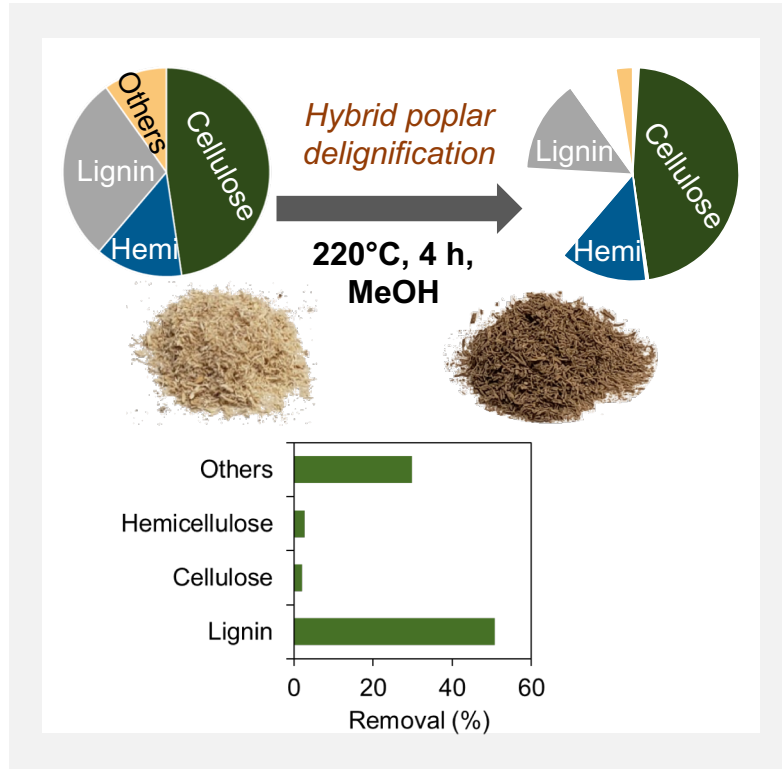 Others
Cellulose
Lignin
Hemi
Hybrid poplar
delignification
220°C, 4 h,
MeOH
Lignin
Cellulose
Hemi
Others
Hemicellulose
Cellulose
Lignin
0 20 40 60
Removal (%)